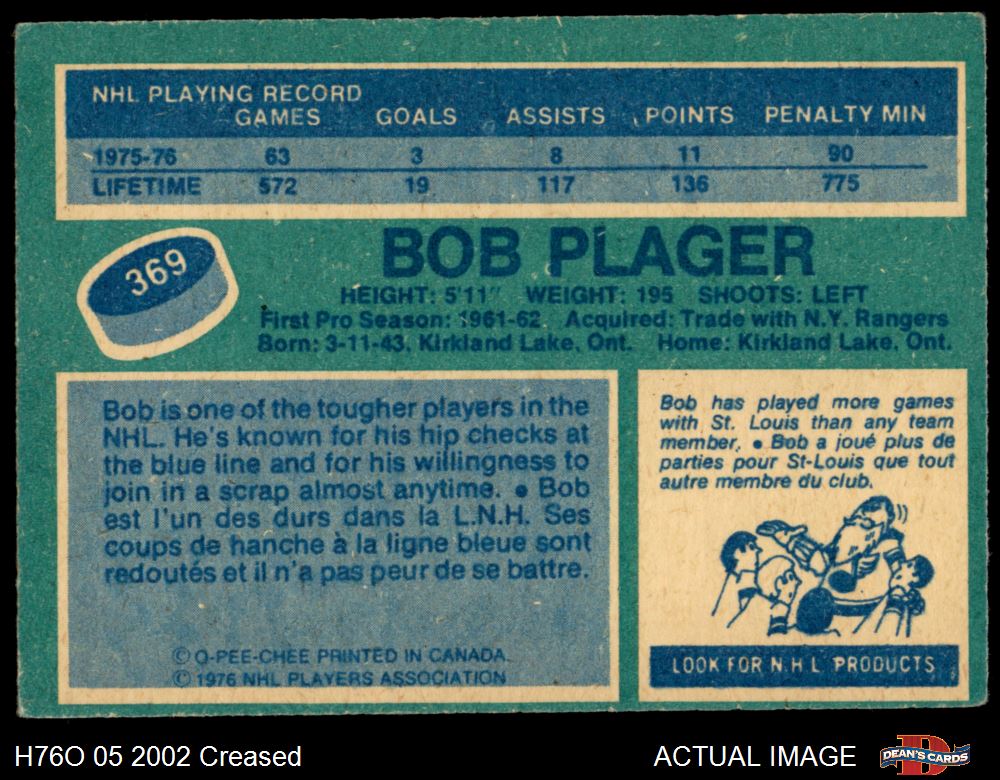 NHL PLAYING RECORD
GAMES GOALS ASSISTS POINTS PENALTY MIN
1975-76 63 3 8 11 90
LIFETIME 572 19 117 136 775
369
BOB PLAGER
HEIGHT: 5'11" WEIGHT: 195 SHOOTS: LEFT
First Pro Season: 1961-62 Acquired: Trade with N.Y. Rangers
Born: 3-11-43, Kirkland Lake, Ont. Home: Kirkland Lake, Ont.
Bob is one of the tougher players in the
NHL. He's known for his hip checks at
the blue line and for his willingness to
join in a scrap almost anytime. • Bob
est l'un des durs dans la L.N.H. Ses
coups de hanche à la ligne bleue sont
redoutés et il n'a pas peur de se battre.
© O-PEE-CHEE PRINTED IN CANADA
© 1976 NHL PLAYERS ASSOCIATION
Bob has played more games
with St. Louis than any team
member. • Bob a joué plus de
parties pour St-Louis que tout
autre membre du club.
LOOK FOR N.H.L PRODUCTS
H76O 05 2002 Creased
ACTUAL IMAGE
D
DEAN'S CARDS